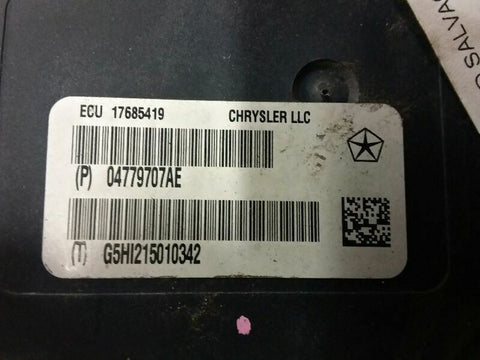 ECU 17685419 CHRYSLER LLC
(P) 04779707AE
(T) G5HI215010342